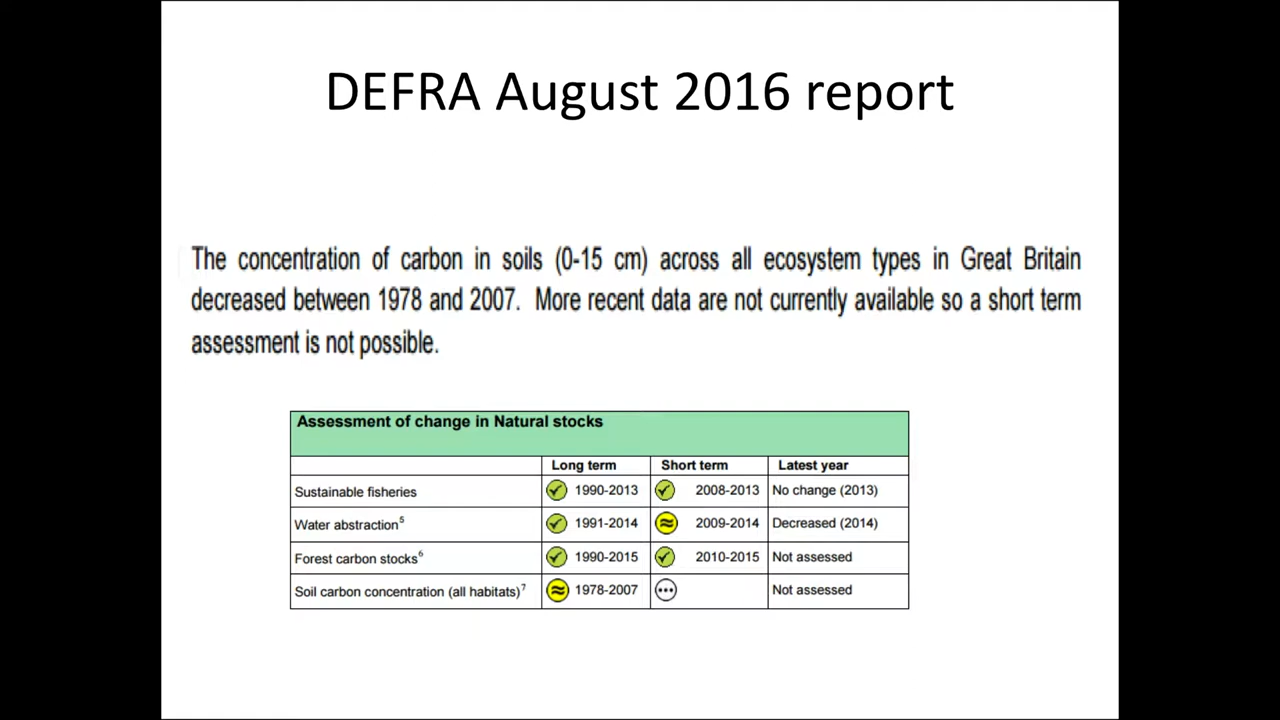 DEFRA August 2016 report
The concentration of carbon in soils (0-15 cm) across all ecosystem types in Great Britain
decreased between 1978 and 2007. More recent data are not currently available so a short term
assessment is not possible.
Assessment of change in Natural stocks
Long term Short term Latest year
Sustainable fisheries 1990-2013 2008-2013 No change (2013)
Water abstraction5 1991-2014 2009-2014 Decreased (2014)
Forest carbon stocks6 1990-2015 2010-2015 Not assessed
Soil carbon concentration (all habitats)7 1978-2007 Not assessed